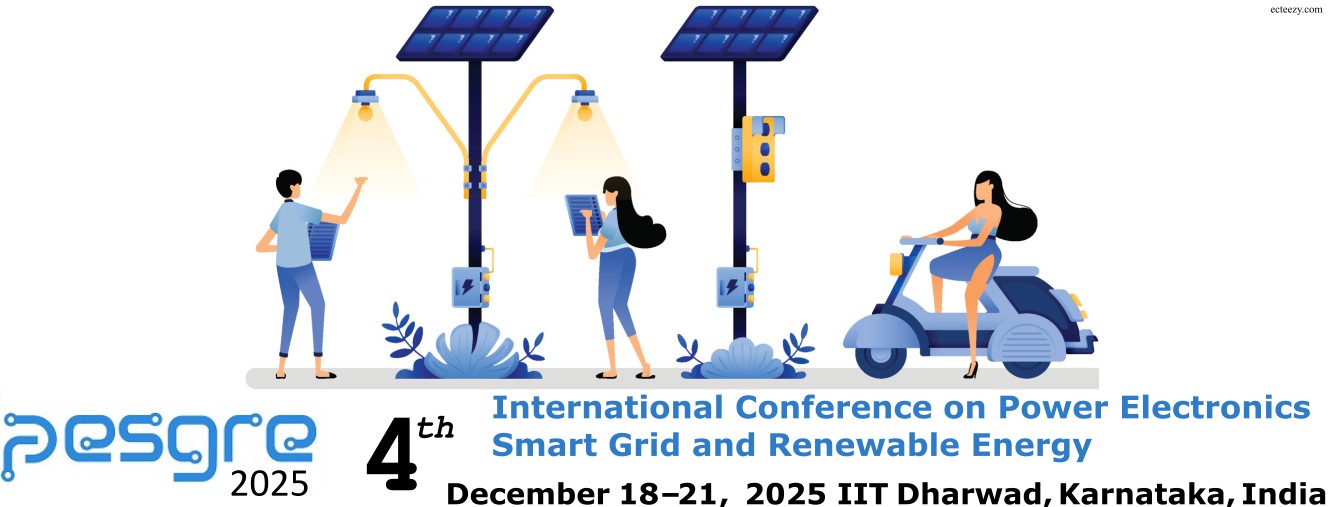 ecteezy.com
pesgre
2025
4th
International Conference on Power Electronics
Smart Grid and Renewable Energy
December 18–21, 2025 IIT Dharwad, Karnataka, India